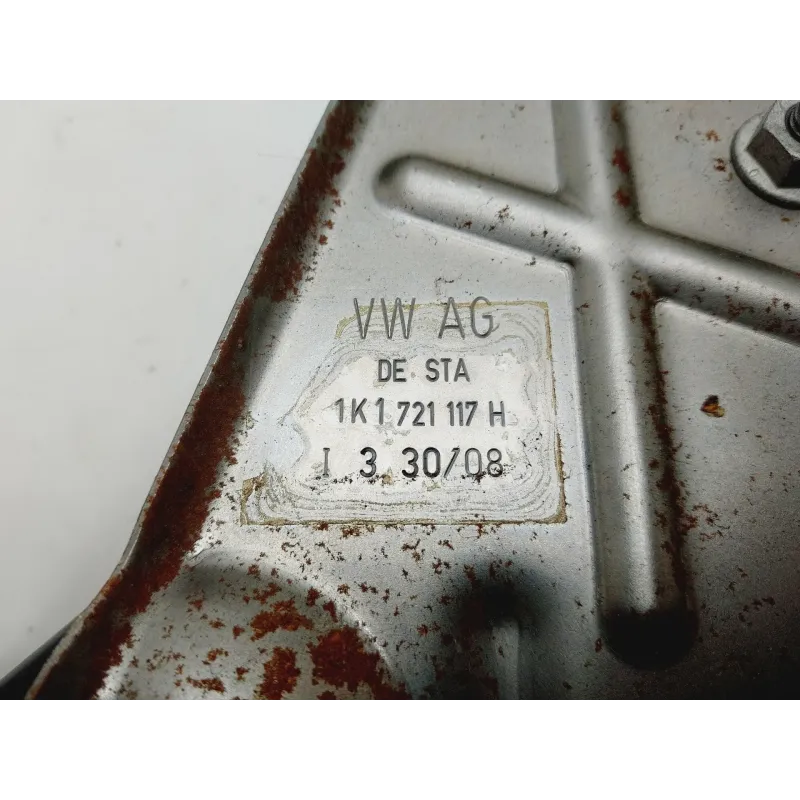 VW AG
DE STA
1K1 721 117 H
I 3 30/08